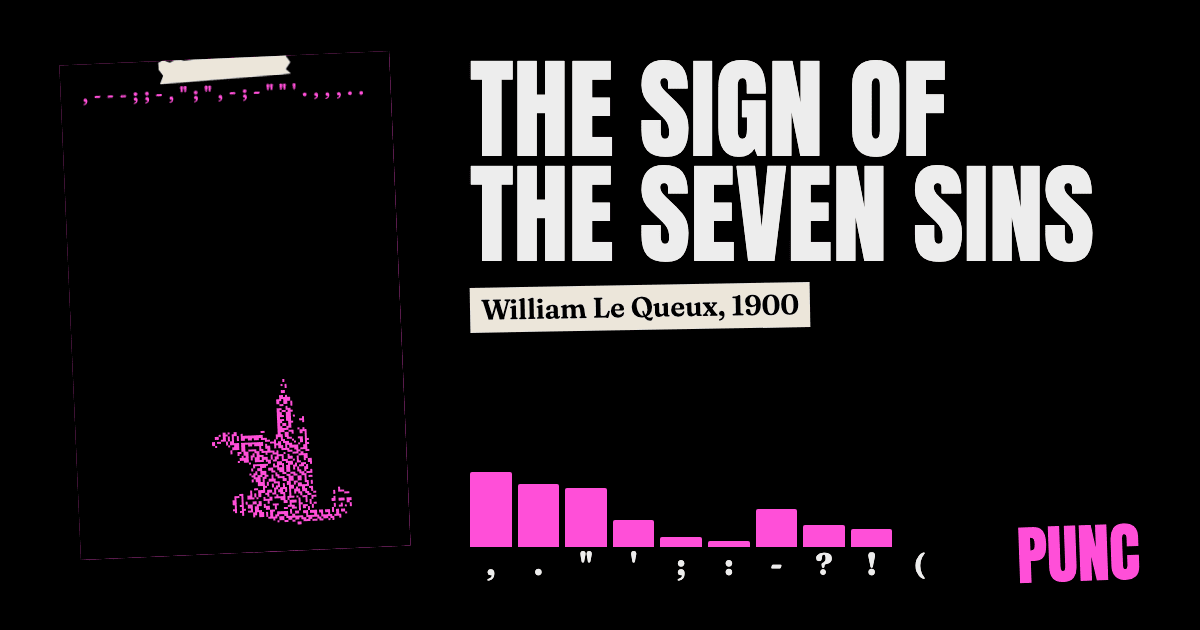 ,---;;-,";",-;-""'.,,,..
THE SIGN OF
THE SEVEN SINS
William Le Queux, 1900
, . " ' ; : - ? ! (
PUNC